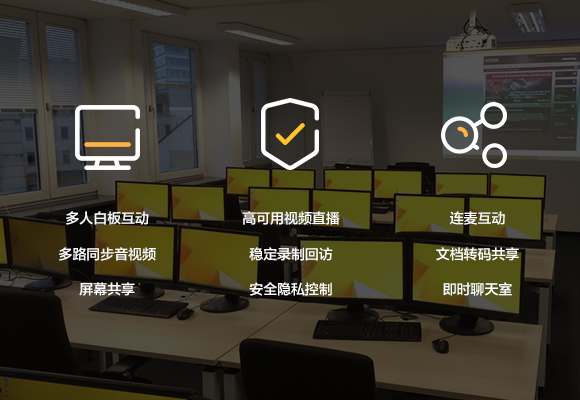 多人白板互动
多路同步音视频
屏幕共享
高可用视频直播
稳定录制回访
安全隐私控制
连麦互动
文档转码共享
即时聊天室